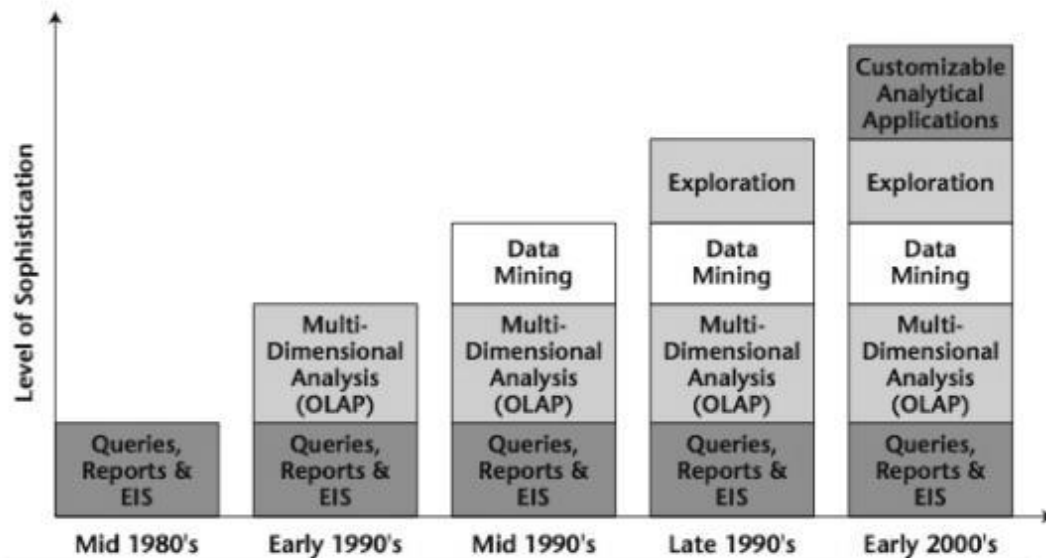 Level of Sophistication
Customizable
Analytical
Applications
Exploration
Exploration
Data
Mining
Data
Mining
Data
Mining
Multi-
Dimensional
Analysis
(OLAP)
Multi-
Dimensional
Analysis
(OLAP)
Multi-
Dimensional
Analysis
(OLAP)
Multi-
Dimensional
Analysis
(OLAP)
Queries,
Reports &
EIS
Queries,
Reports &
EIS
Queries,
Reports &
EIS
Queries,
Reports &
EIS
Queries,
Reports &
EIS
Mid 1980's
Early 1990's
Mid 1990's
Late 1990's
Early 2000's